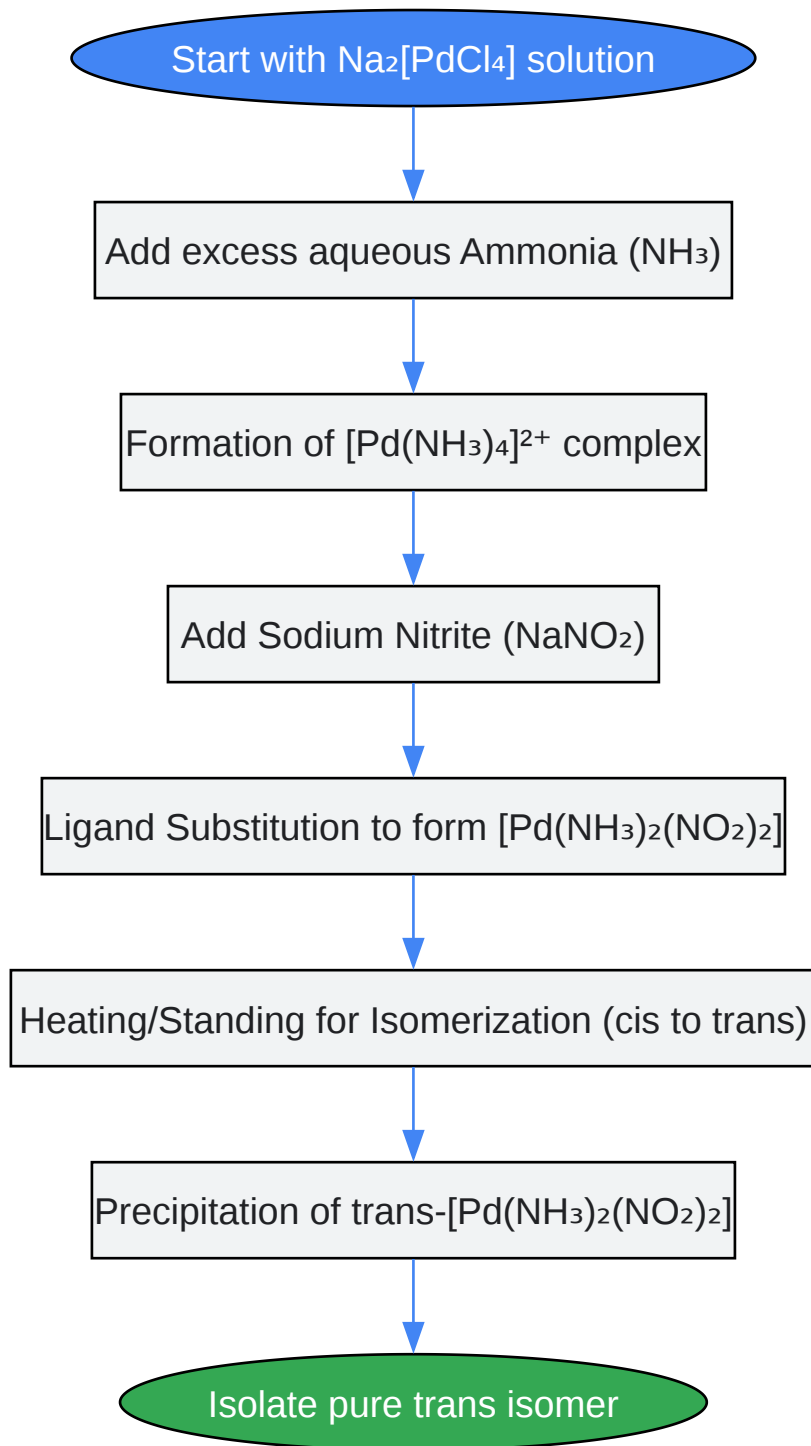 Start with Na₂[PdCl₄] solution
Add excess aqueous Ammonia (NH₃)
Formation of [Pd(NH₃)₄]²⁺ complex
Add Sodium Nitrite (NaNO₂)
Ligand Substitution to form [Pd(NH₃)₂(NO₂)₂]
Heating/Standing for Isomerization (cis to trans)
Precipitation of trans-[Pd(NH₃)₂(NO₂)₂]
Isolate pure trans isomer